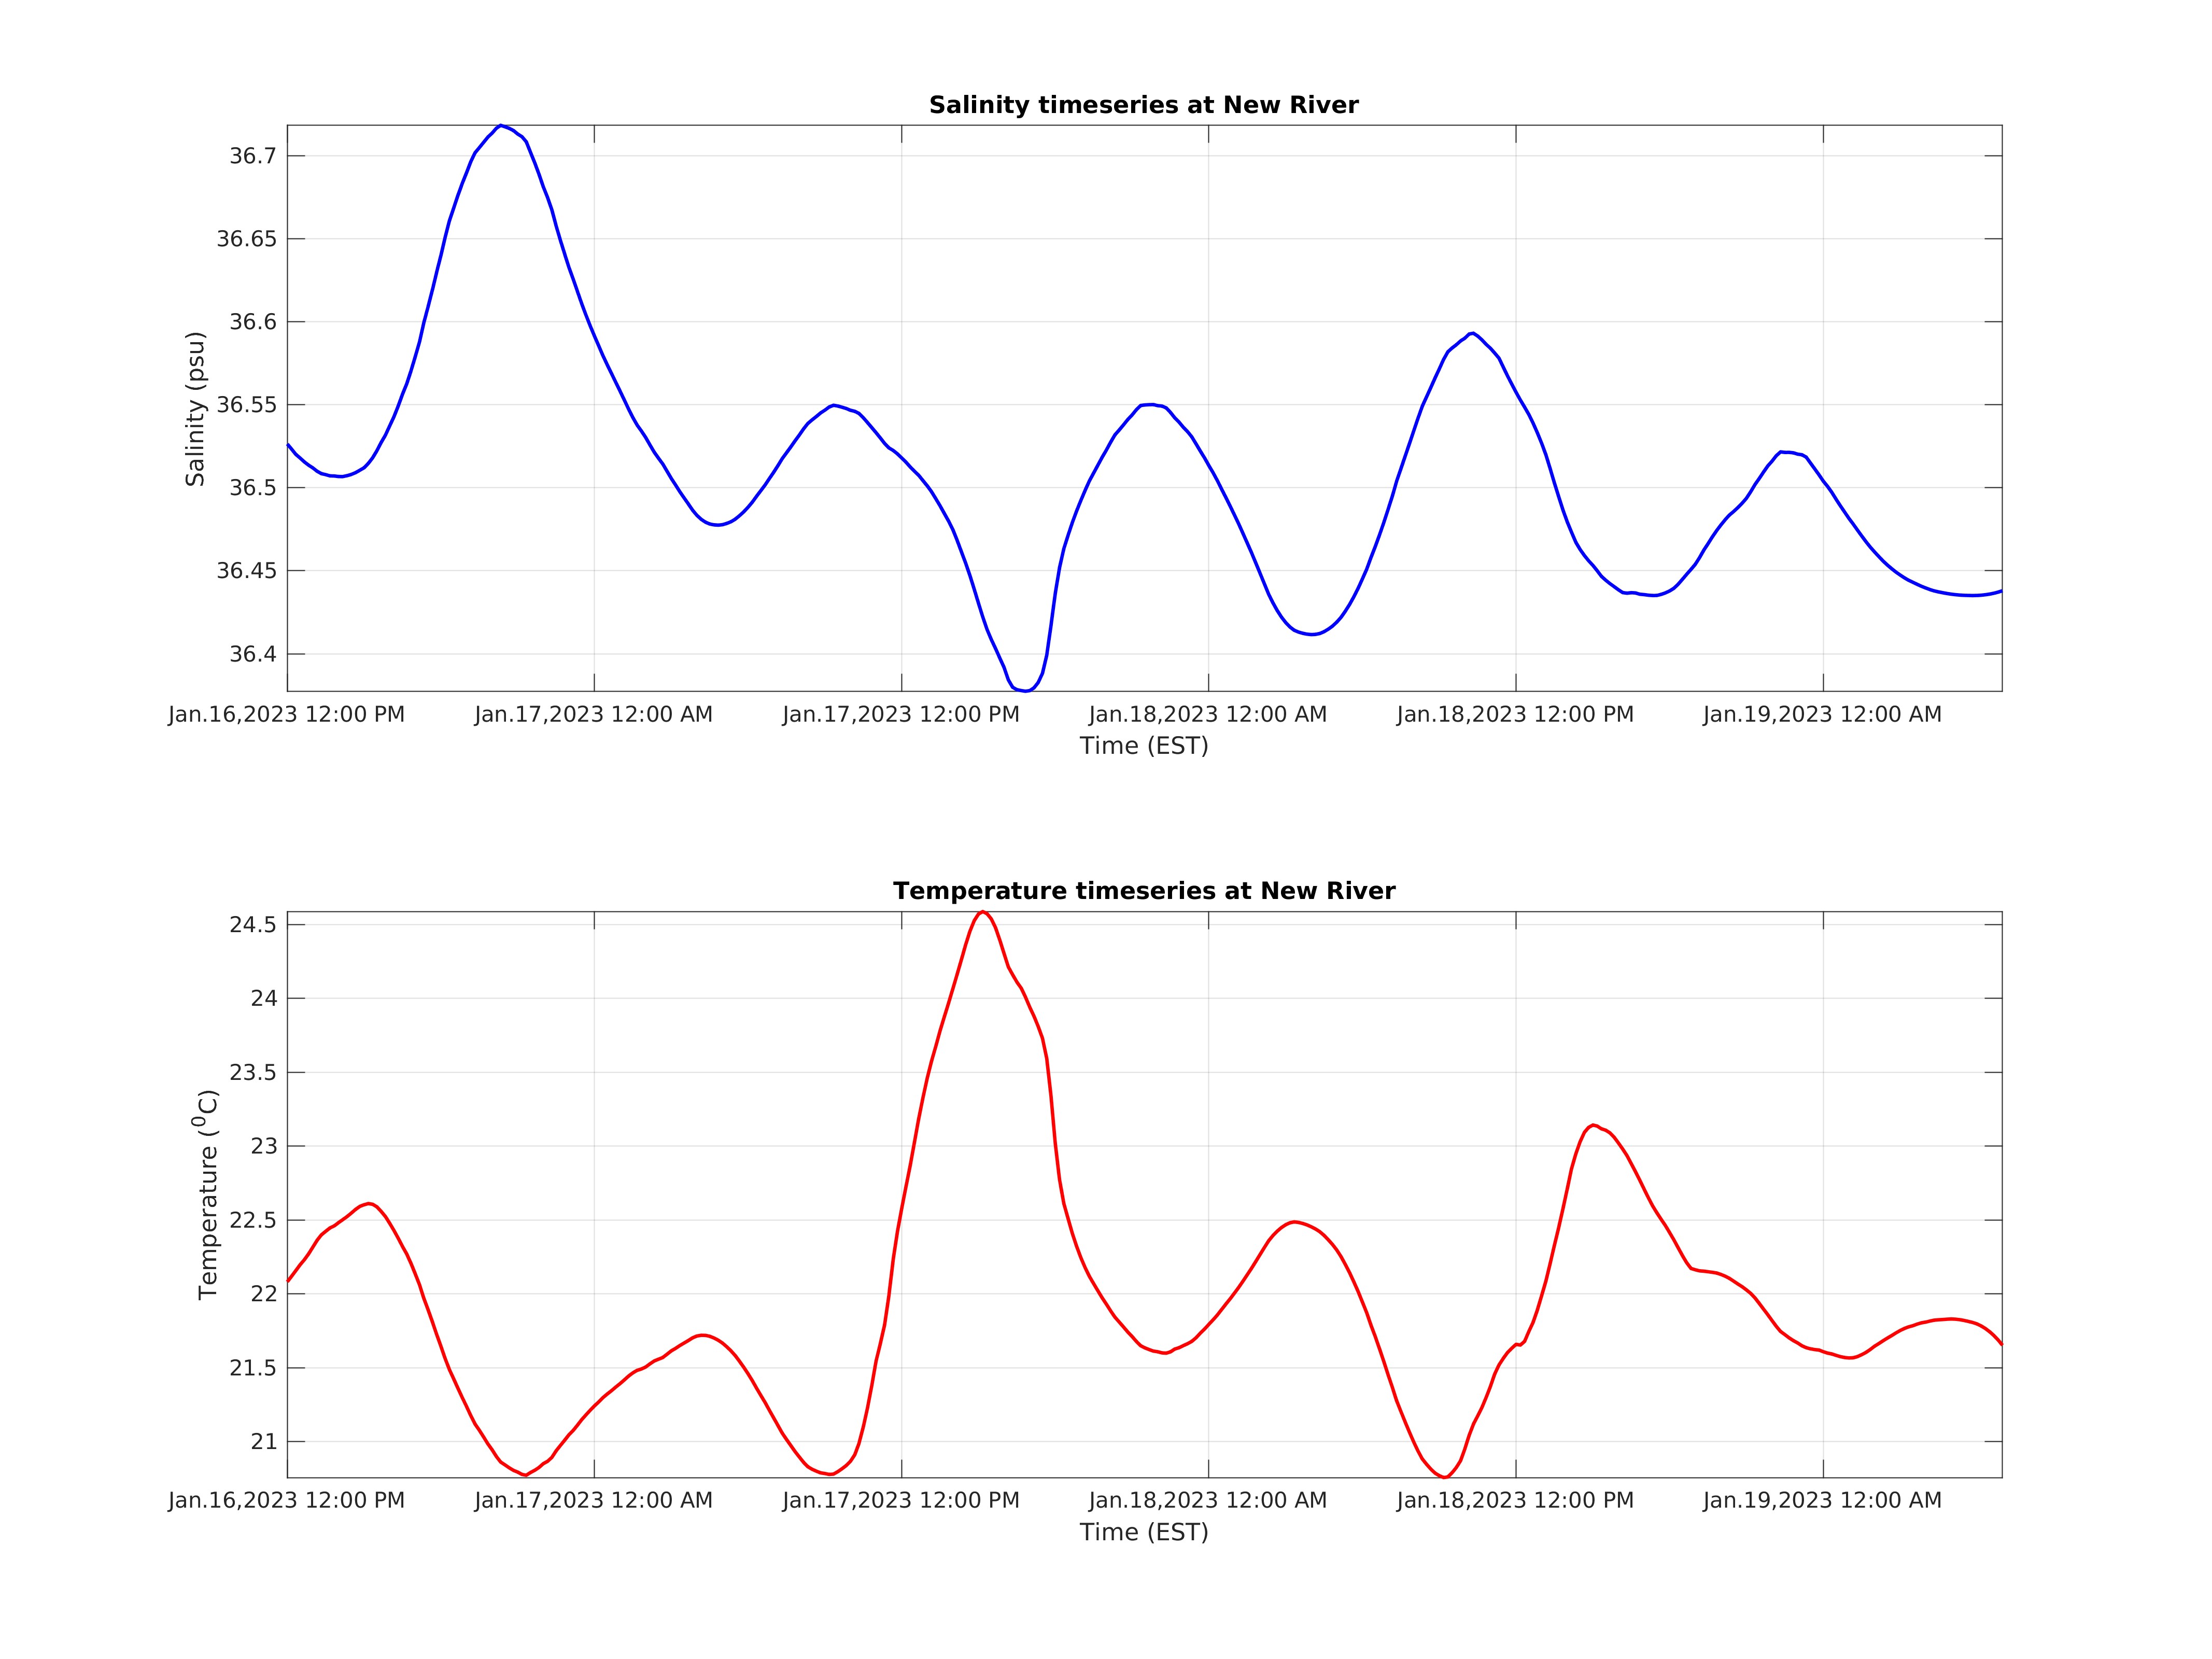 Salinity timeseries at New River
36.7
36.65
36.6
36.55
36.5
36.45
36.4
Salinity (psu)
Jan.16,2023 12:00 PM Jan.17,2023 12:00 AM Jan.17,2023 12:00 PM Jan.18,2023 12:00 AM Jan.18,2023 12:00 PM Jan.19,2023 12:00 AM
Time (EST)
Temperature timeseries at New River
24.5
24
23.5
23
22.5
22
21.5
21
Temperature (⁰C)
Jan.16,2023 12:00 PM Jan.17,2023 12:00 AM Jan.17,2023 12:00 PM Jan.18,2023 12:00 AM Jan.18,2023 12:00 PM Jan.19,2023 12:00 AM
Time (EST)